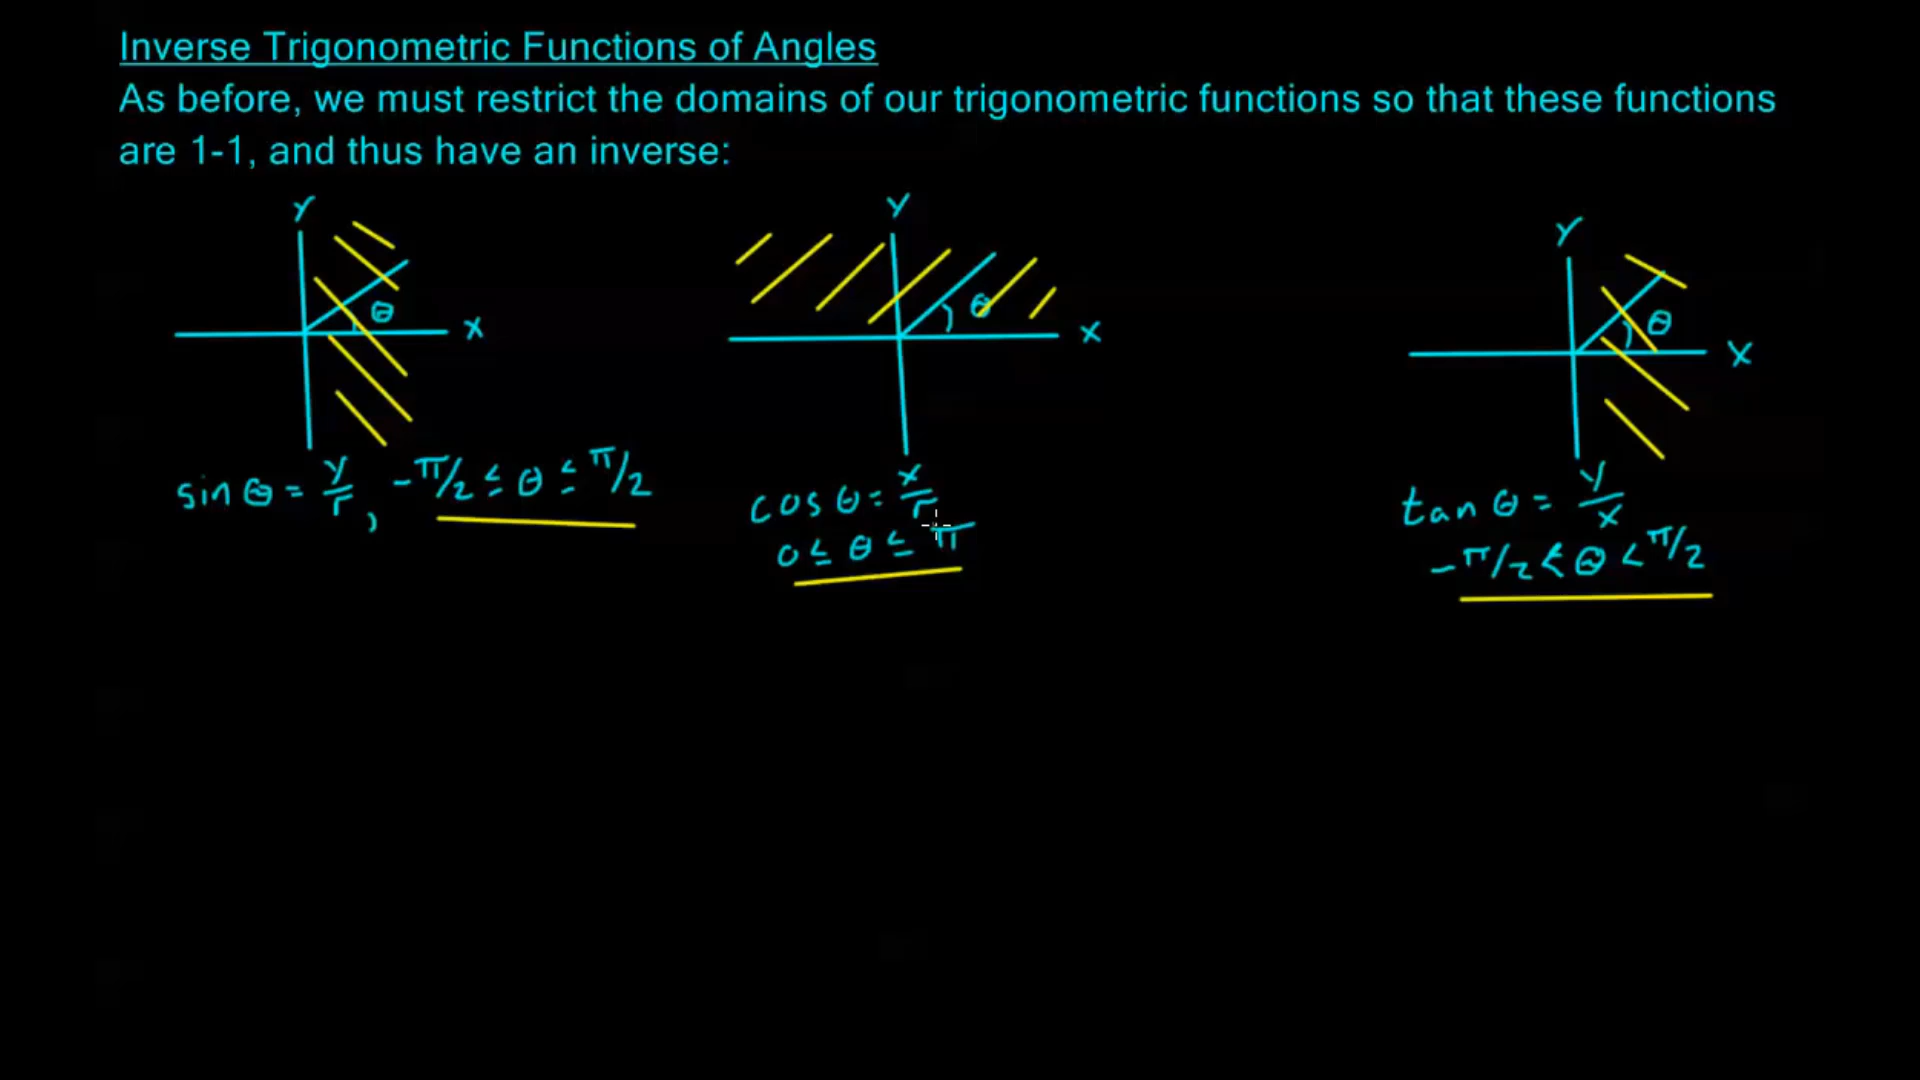 Inverse Trigonometric Functions of Angles
As before, we must restrict the domains of our trigonometric functions so that these functions
are 1-1, and thus have an inverse:
Y
θ
X
sin θ = y/r, -π/2 ≤ θ ≤ π/2
Y
θ
X
cos θ = x/r
0 ≤ θ ≤ π
Y
θ
X
tan θ = y/x
-π/2 < θ < π/2